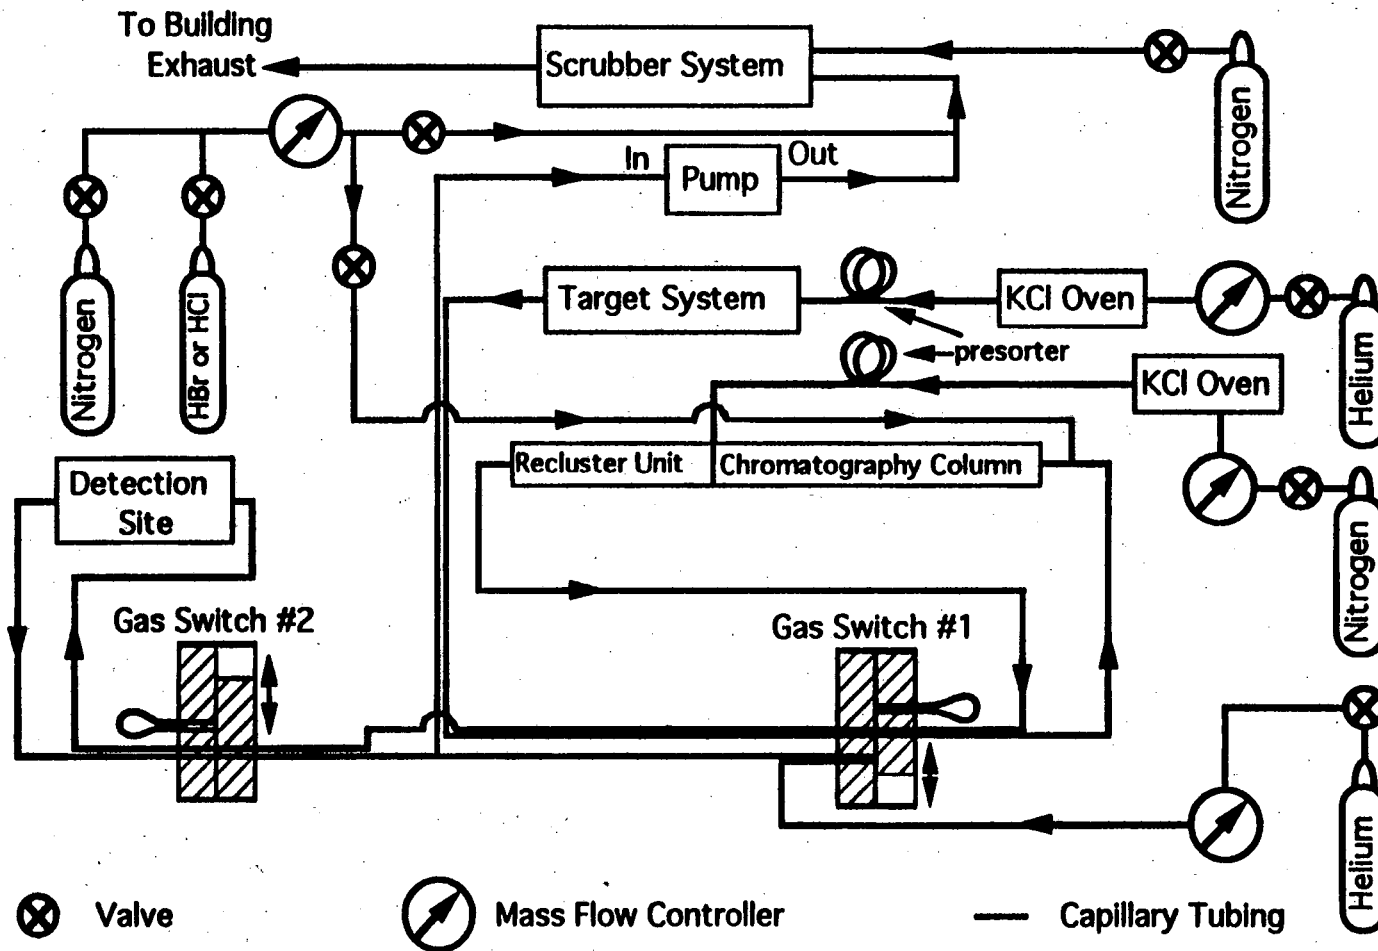 To Building
Exhaust
Scrubber System
Nitrogen
In
Pump
Out
Nitrogen
HBr or HCl
Target System
KCl Oven
presorter
Helium
KCl Oven
Recluster Unit
Chromatography Column
Detection
Site
Nitrogen
Gas Switch #2
Gas Switch #1
Helium
Valve
Mass Flow Controller
Capillary Tubing